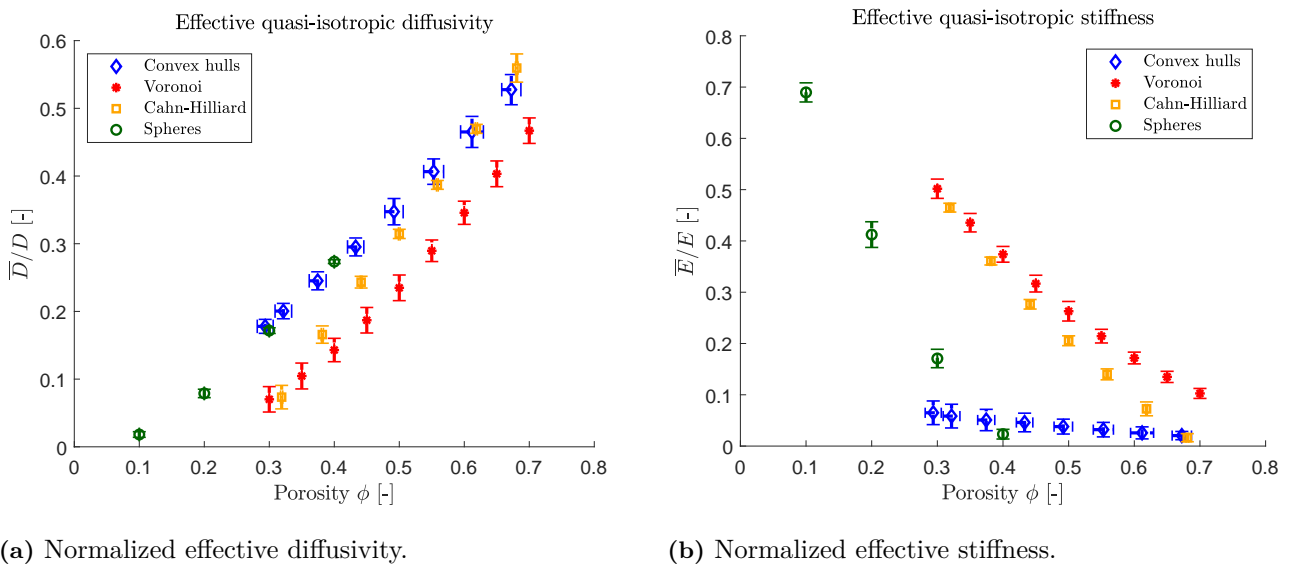 Effective quasi-isotropic diffusivity
0.6
0.5
0.4
0.3
0.2
0.1
0
D̅/D [-]
Convex hulls
Voronoi
Cahn-Hilliard
Spheres
0 0.1 0.2 0.3 0.4 0.5 0.6 0.7 0.8
Porosity ϕ [-]
(a) Normalized effective diffusivity.
Effective quasi-isotropic stiffness
0.8
0.7
0.6
0.5
0.4
0.3
0.2
0.1
0
E̅/E [-]
Convex hulls
Voronoi
Cahn-Hilliard
Spheres
0 0.1 0.2 0.3 0.4 0.5 0.6 0.7 0.8
Porosity ϕ [-]
(b) Normalized effective stiffness.